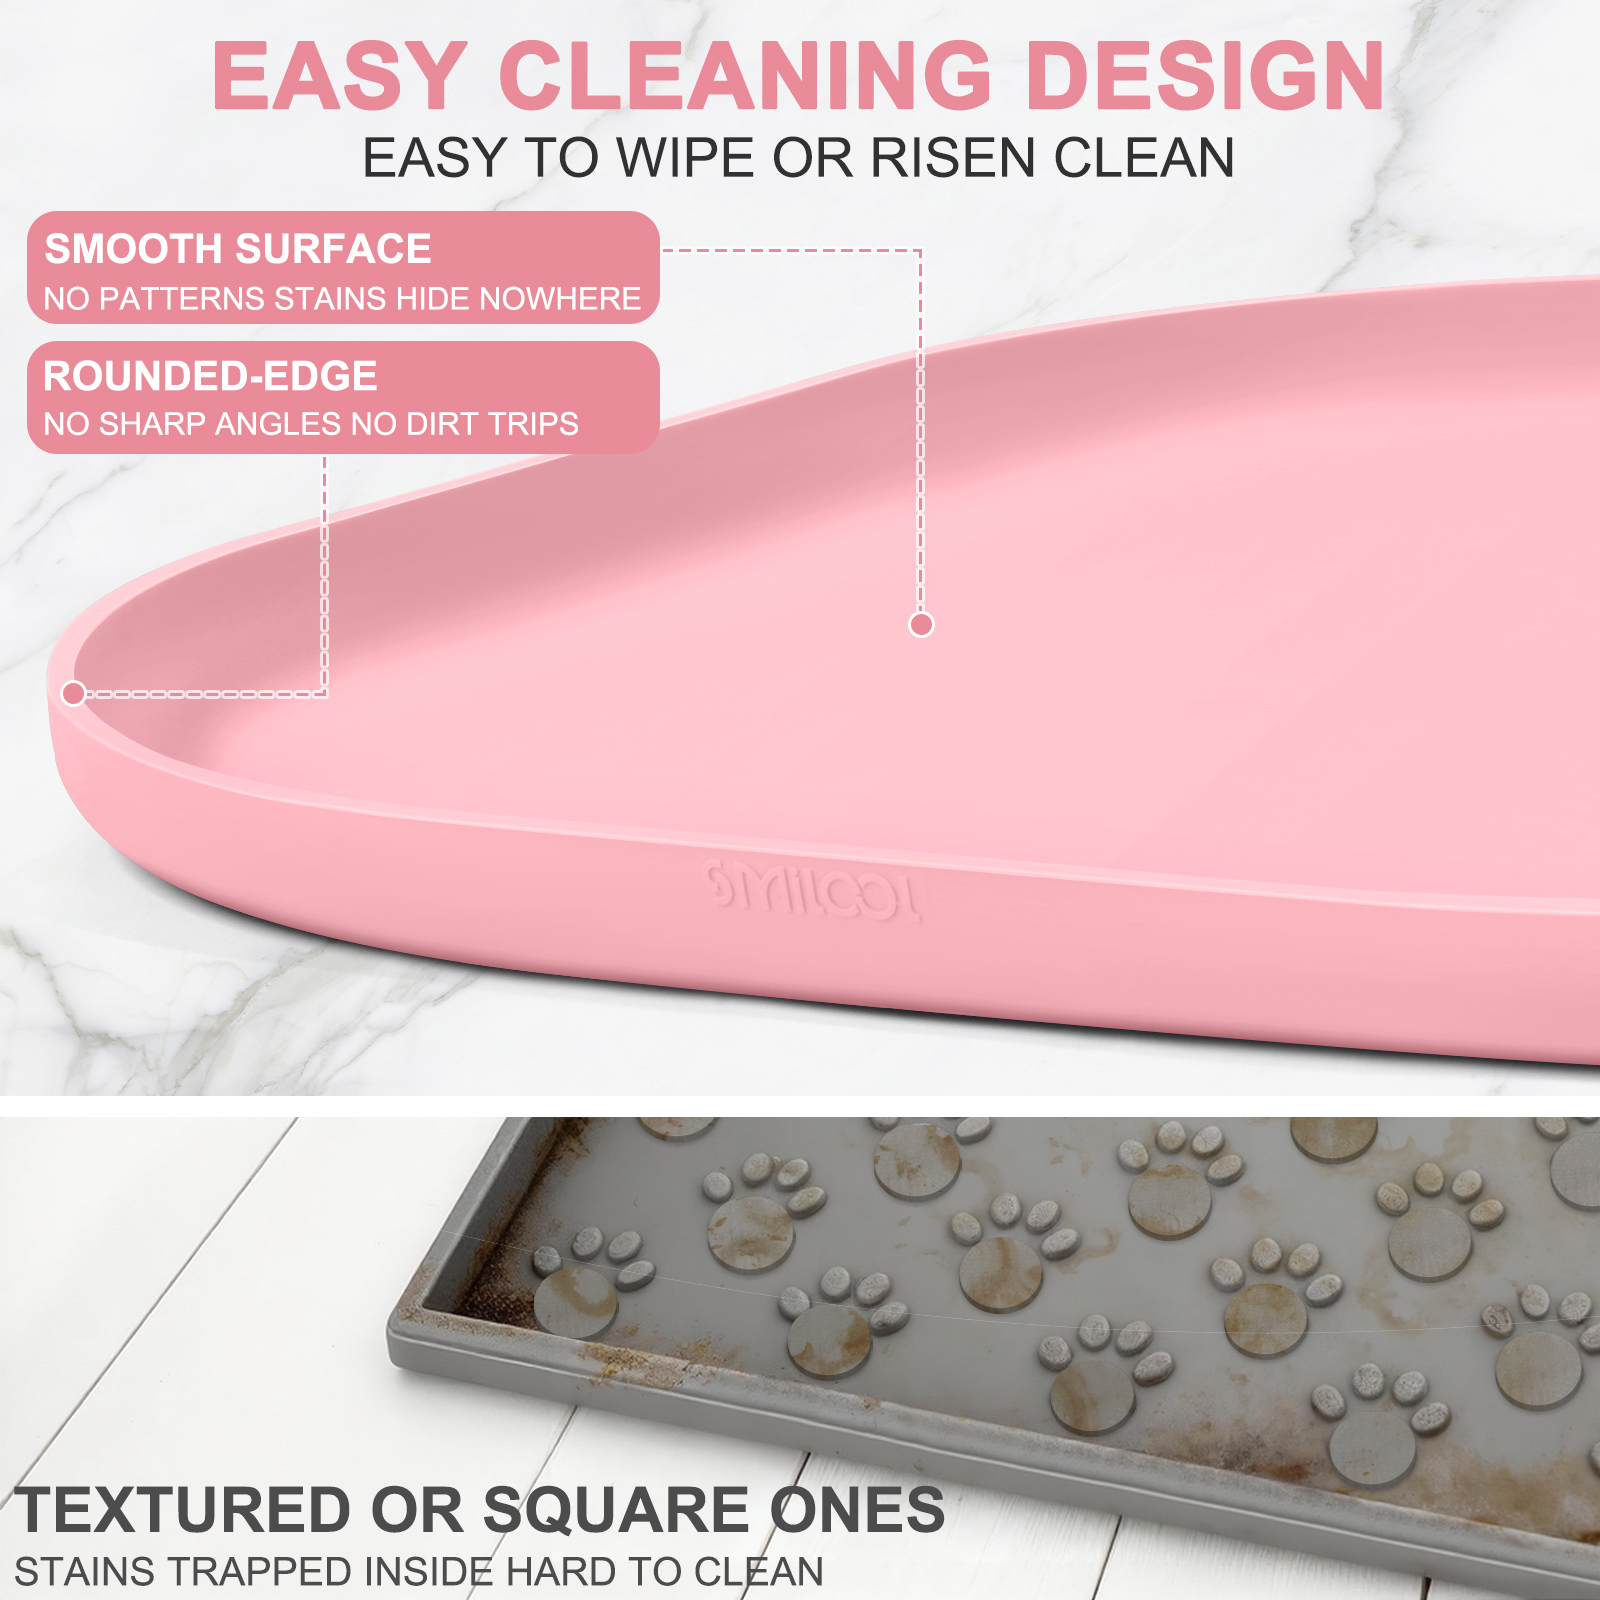 EASY CLEANING DESIGN
EASY TO WIPE OR RISEN CLEAN
SMOOTH SURFACE
NO PATTERNS STAINS HIDE NOWHERE
ROUNDED-EDGE
NO SHARP ANGLES NO DIRT TRIPS
SMILCOL
TEXTURED OR SQUARE ONES
STAINS TRAPPED INSIDE HARD TO CLEAN